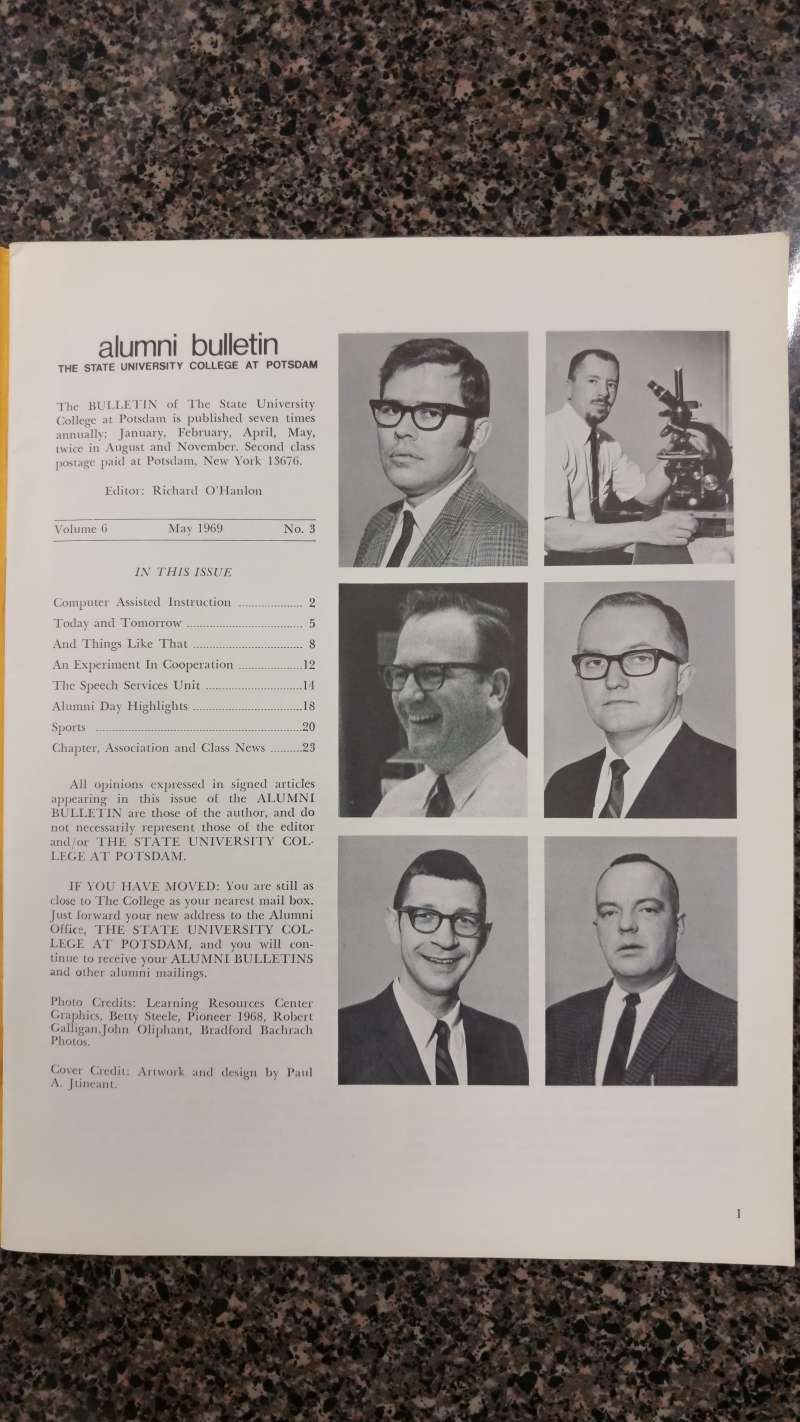 alumni bulletin
THE STATE UNIVERSITY COLLEGE AT POTSDAM
The BULLETIN of The State University
College at Potsdam is published seven times
annually; January, February, April, May,
twice in August and November. Second class
postage paid at Potsdam, New York 13676.
Editor: Richard O'Hanlon
Volume 6 May 1969 No. 3
IN THIS ISSUE
Computer Assisted Instruction ................... 2
Today and Tomorrow .................................. 5
And Things Like That ................................ 8
An Experiment In Cooperation ...................12
The Speech Services Unit .............................14
Alumni Day Highlights ................................18
Sports .............................................................20
Chapter, Association and Class News ..........23
All opinions expressed in signed articles
appearing in this issue of the ALUMNI
BULLETIN are those of the author, and do
not necessarily represent those of the editor
and/or THE STATE UNIVERSITY COL-
LEGE AT POTSDAM.
IF YOU HAVE MOVED: You are still as
close to The College as your nearest mail box.
Just forward your new address to the Alumni
Office, THE STATE UNIVERSITY COL-
LEGE AT POTSDAM, and you will con-
tinue to receive your ALUMNI BULLETINS
and other alumni mailings.
Photo Credits: Learning Resources Center
Graphics, Betty Steele, Pioneer 1968, Robert
Galligan,John Oliphant, Bradford Bachrach
Photos.
Cover Credit: Artwork and design by Paul
A. Jtineant.
1